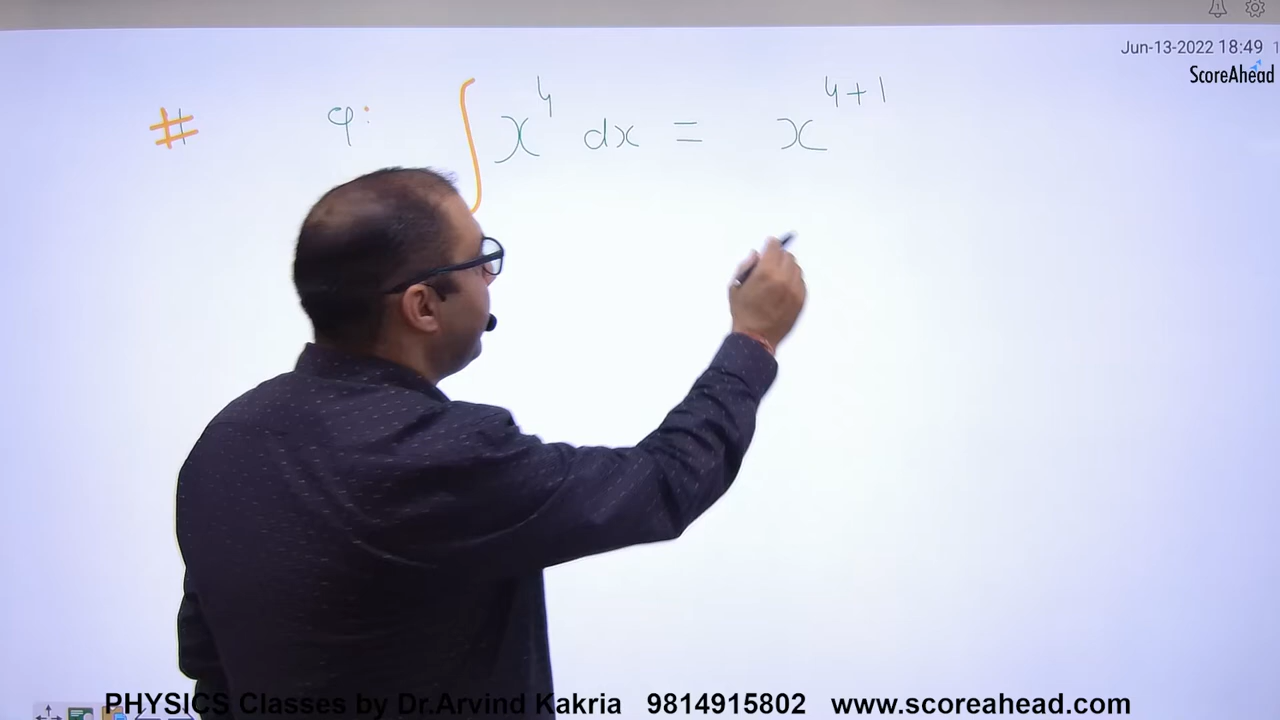 Jun-13-2022 18:49 1
ScoreAhead
# φ: ∫ x⁴ dx = x⁴⁺¹
PHYSICS Classes by Dr.Arvind Kakria 9814915802 www.scoreahead.com